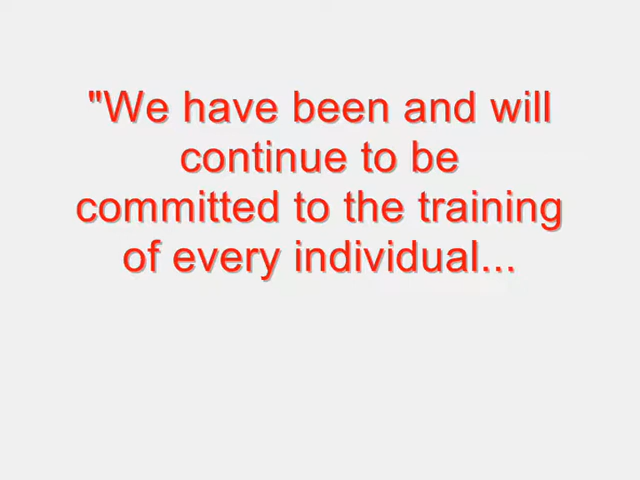 "We have been and will
continue to be
committed to the training
of every individual...